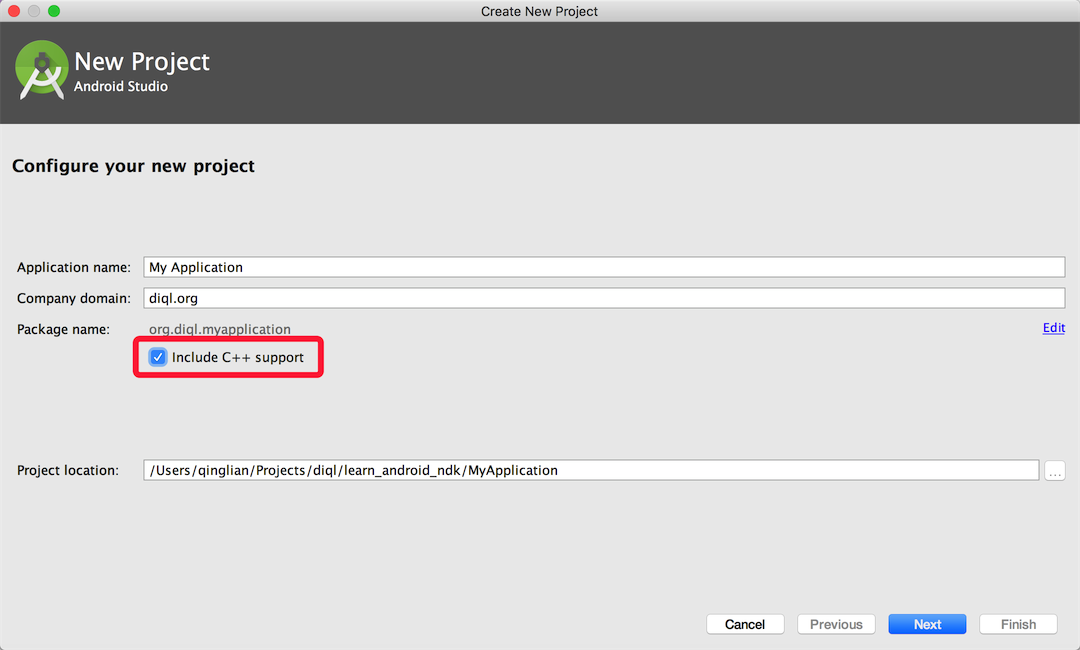 Create New Project
New Project
Android Studio
Configure your new project
Application name: My Application
Company domain: diql.org
Package name: org.diql.myapplication Edit
Include C++ support
Project location: /Users/qinglian/Projects/diql/learn_android_ndk/MyApplication ...
Cancel Previous Next Finish